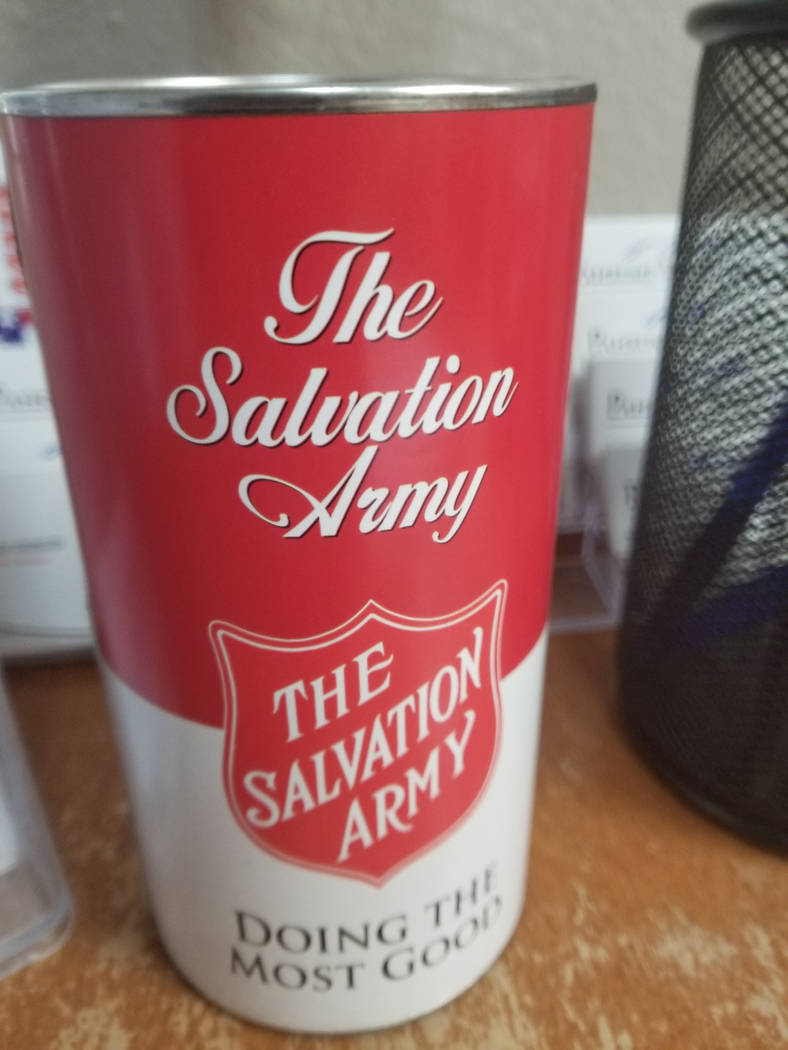 The
Salvation
Army
THE
SALVATION
ARMY
DOING THE
MOST GOOD